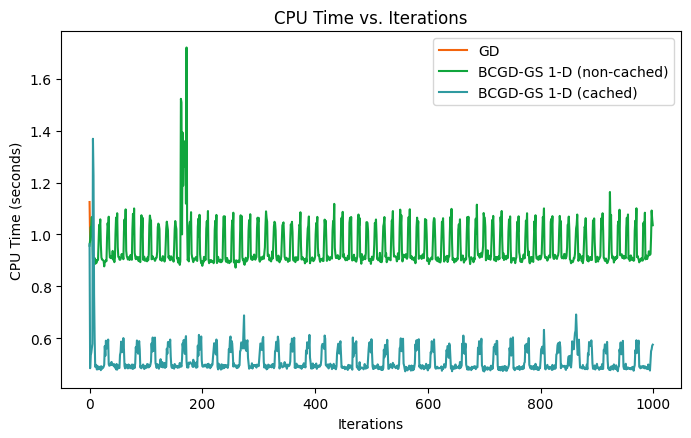 CPU Time vs. Iterations
GD
BCGD-GS 1-D (non-cached)
BCGD-GS 1-D (cached)
CPU Time (seconds)
1.6
1.4
1.2
1.0
0.8
0.6
0
200
400
600
800
1000
Iterations